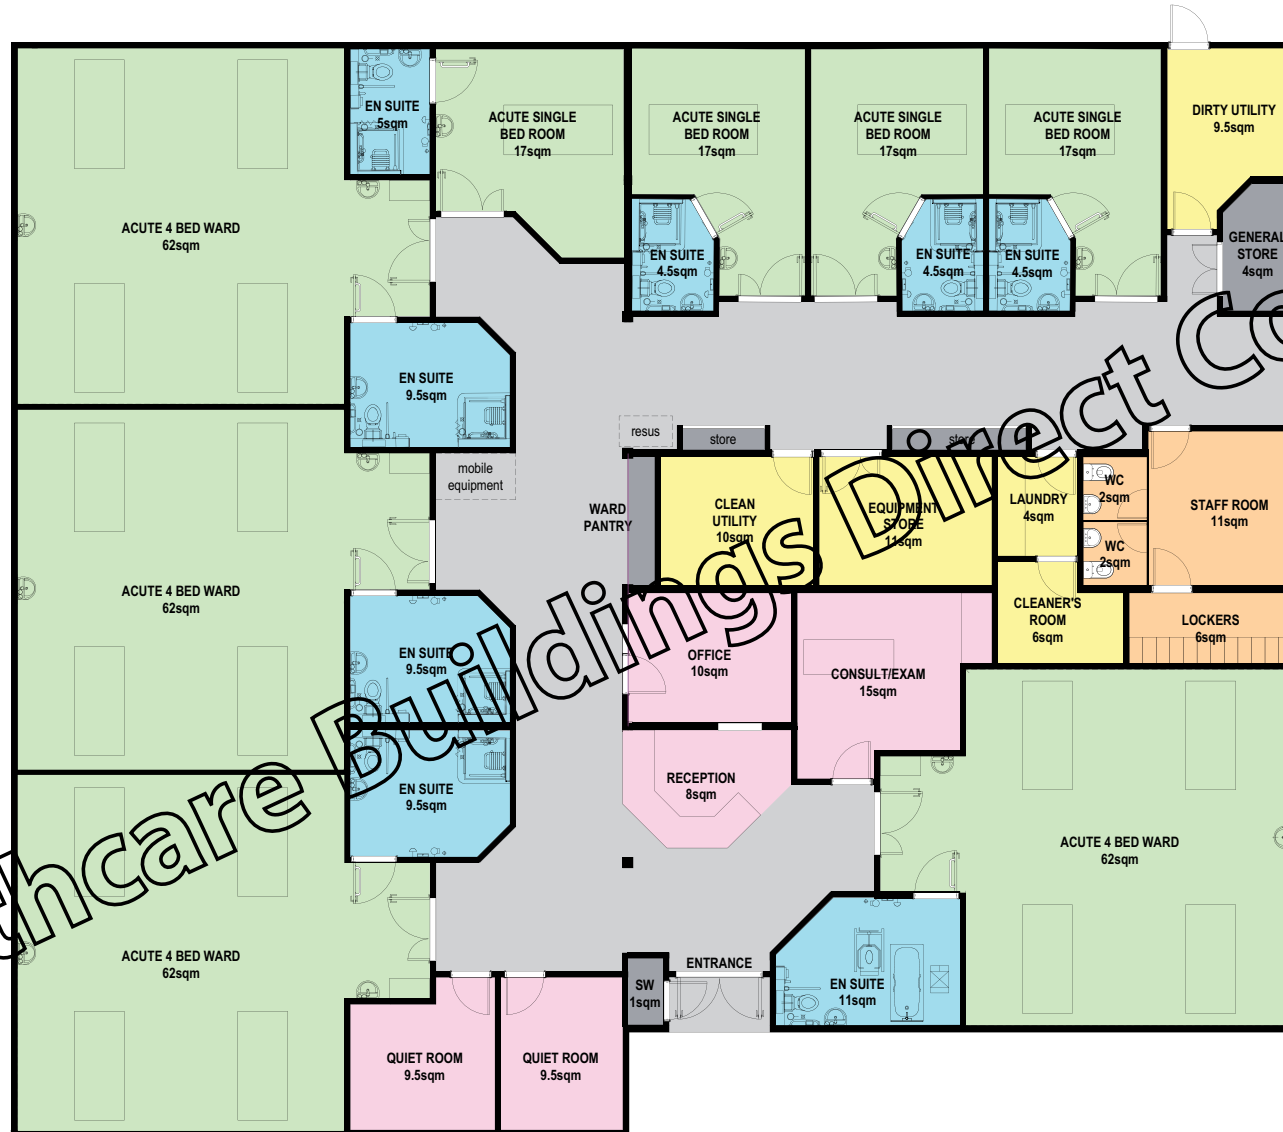 EN SUITE
5sqm
ACUTE SINGLE
BED ROOM
17sqm
ACUTE SINGLE
BED ROOM
17sqm
ACUTE SINGLE
BED ROOM
17sqm
ACUTE SINGLE
BED ROOM
17sqm
DIRTY UTILITY
9.5sqm
ACUTE 4 BED WARD
62sqm
EN SUITE
4.5sqm
EN SUITE
4.5sqm
EN SUITE
4.5sqm
GENERAL
STORE
4sqm
EN SUITE
9.5sqm
resus
store
store
mobile
equipment
WARD
PANTRY
CLEAN
UTILITY
10sqm
EQUIPMENT
STORE
11sqm
LAUNDRY
4sqm
WC
2sqm
WC
2sqm
STAFF ROOM
11sqm
ACUTE 4 BED WARD
62sqm
CLEANER'S
ROOM
6sqm
LOCKERS
6sqm
EN SUITE
9.5sqm
OFFICE
10sqm
CONSULT/EXAM
15sqm
EN SUITE
9.5sqm
RECEPTION
8sqm
ACUTE 4 BED WARD
62sqm
ACUTE 4 BED WARD
62sqm
ENTRANCE
SW
1sqm
EN SUITE
11sqm
QUIET ROOM
9.5sqm
QUIET ROOM
9.5sqm
thcare Buildings Direct Co